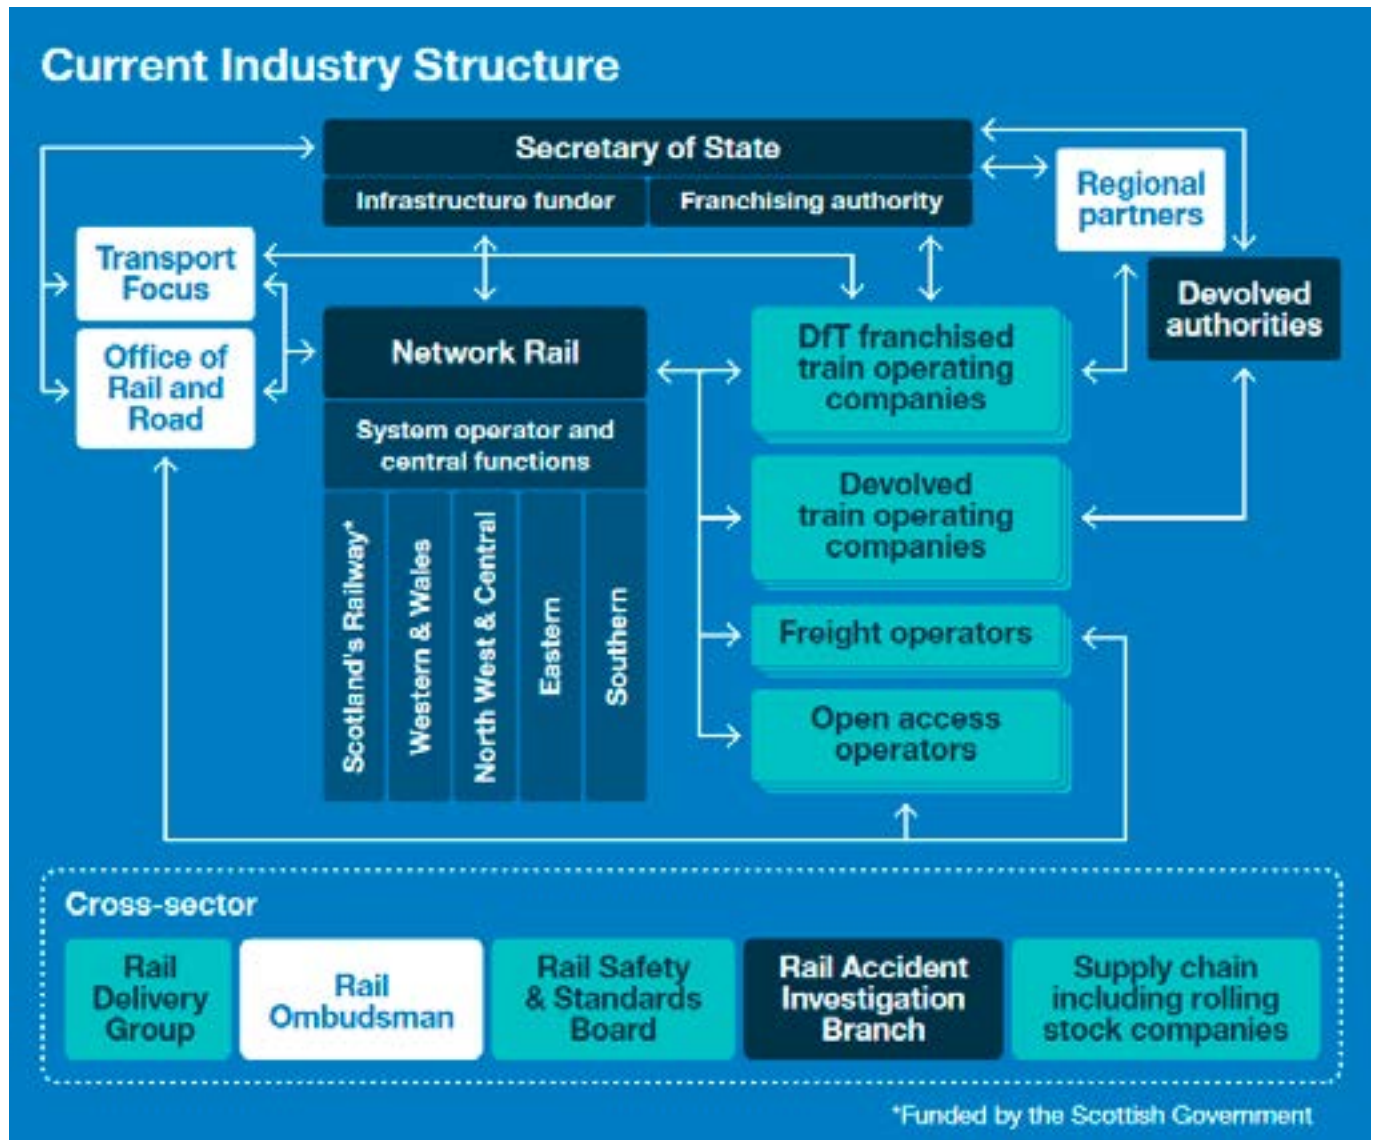 Current Industry Structure
Secretary of State
Infrastructure funder
Franchising authority
Regional
partners
Transport
Focus
Devolved
authorities
Office of
Rail and
Road
Network Rail
DfT franchised
train operating
companies
System operator and
central functions
Devolved
train operating
companies
Scotland's Railway*
Western & Wales
North West & Central
Eastern
Southern
Freight operators
Open access
operators
Cross-sector
Rail
Delivery
Group
Rail
Ombudsman
Rail Safety
& Standards
Board
Rail Accident
Investigation
Branch
Supply chain
including rolling
stock companies
*Funded by the Scottish Government